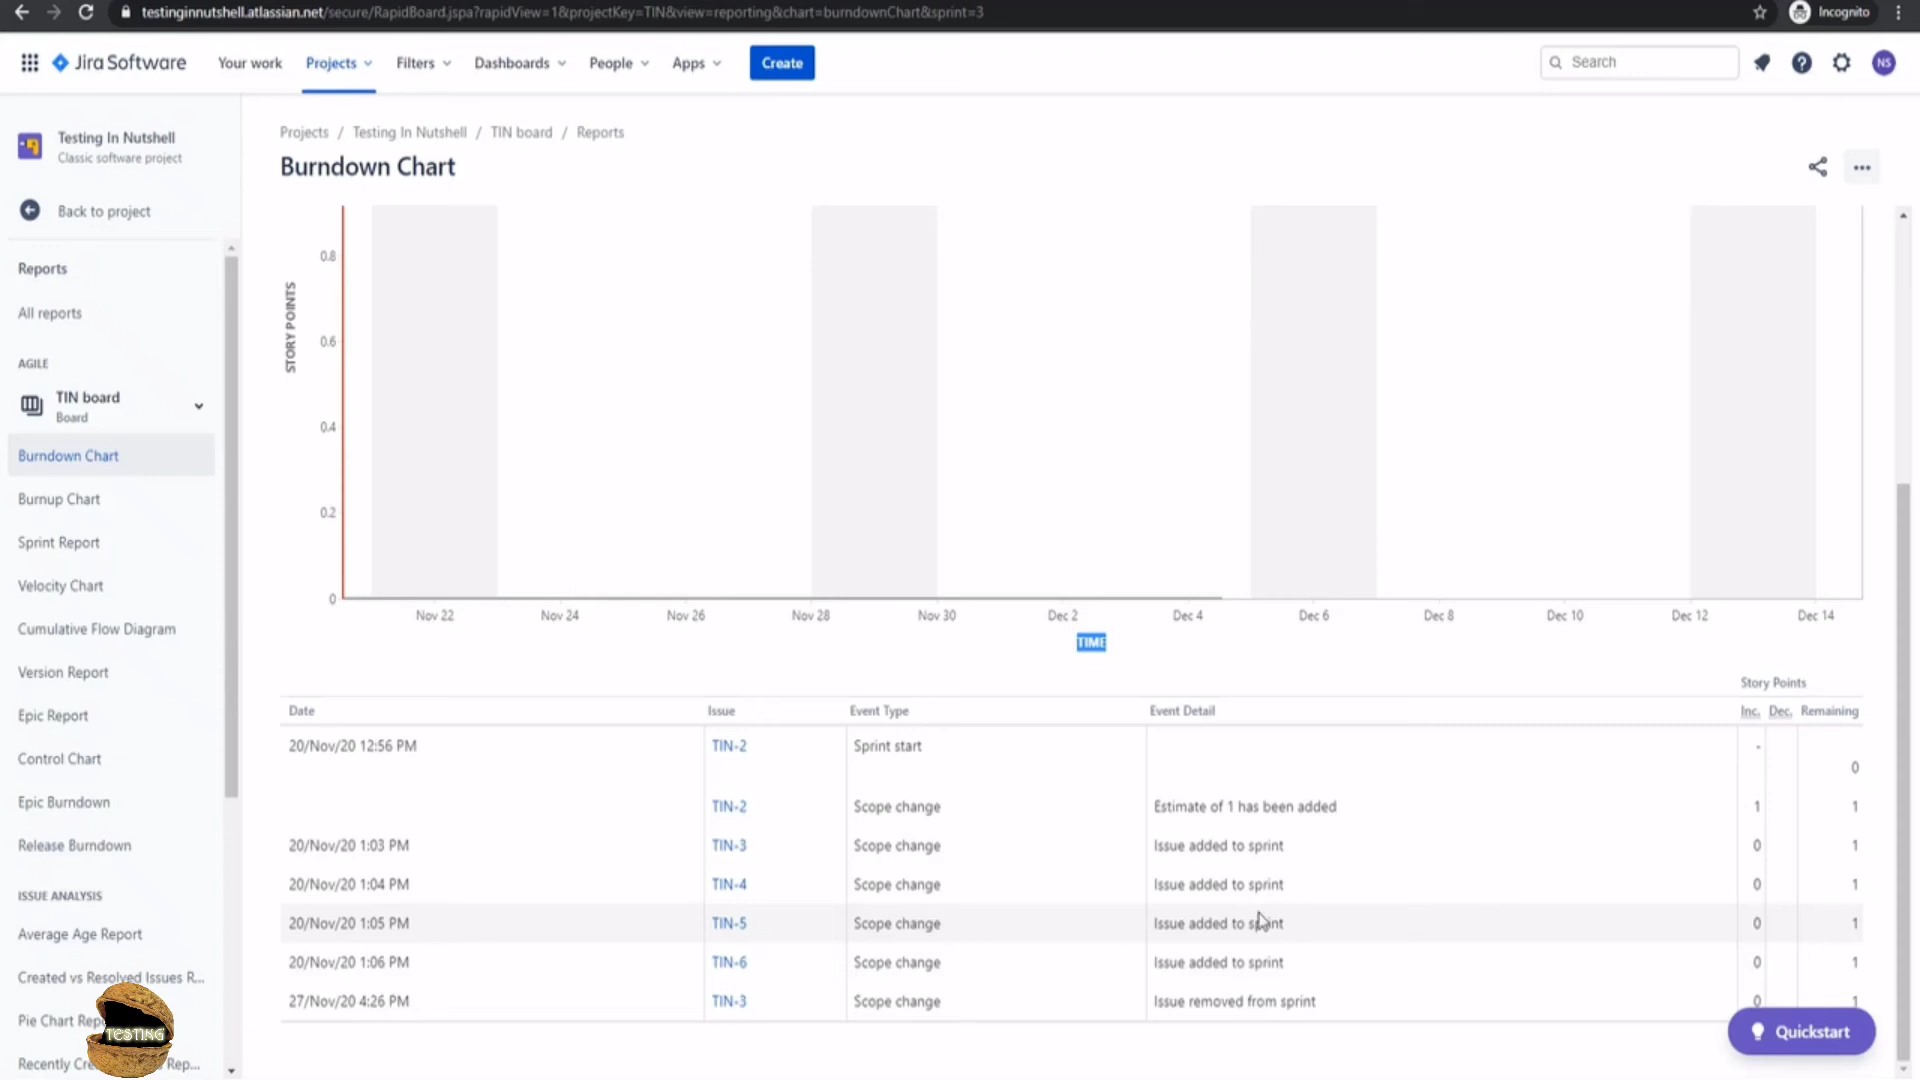 testinginnutshell.atlassian.net/secure/RapidBoard.jspa?rapidView=1&projectKey=TIN&view=reporting&chart=burndownChart&sprint=3
Incognito
Jira Software
Your work
Projects
Filters
Dashboards
People
Apps
Create
Search
NS
Testing In Nutshell
Classic software project
Back to project
Reports
All reports
AGILE
TIN board
Board
Burndown Chart
Burnup Chart
Sprint Report
Velocity Chart
Cumulative Flow Diagram
Version Report
Epic Report
Control Chart
Epic Burndown
Release Burndown
ISSUE ANALYSIS
Average Age Report
Created vs Resolved Issues R...
Pie Chart Rep
Recently Cre Rep...
TESTING
Projects / Testing In Nutshell / TIN board / Reports
Burndown Chart
STORY POINTS
0.8
0.6
0.4
0.2
0
Nov 22 Nov 24 Nov 26 Nov 28 Nov 30 Dec 2 Dec 4 Dec 6 Dec 8 Dec 10 Dec 12 Dec 14
TIME
Story Points
Date Issue Event Type Event Detail Inc. Dec. Remaining
20/Nov/20 12:56 PM TIN-2 Sprint start -
0
TIN-2 Scope change Estimate of 1 has been added 1 1
20/Nov/20 1:03 PM TIN-3 Scope change Issue added to sprint 0 1
20/Nov/20 1:04 PM TIN-4 Scope change Issue added to sprint 0 1
20/Nov/20 1:05 PM TIN-5 Scope change Issue added to sprint 0 1
20/Nov/20 1:06 PM TIN-6 Scope change Issue added to sprint 0 1
27/Nov/20 4:26 PM TIN-3 Scope change Issue removed from sprint 0 1
Quickstart